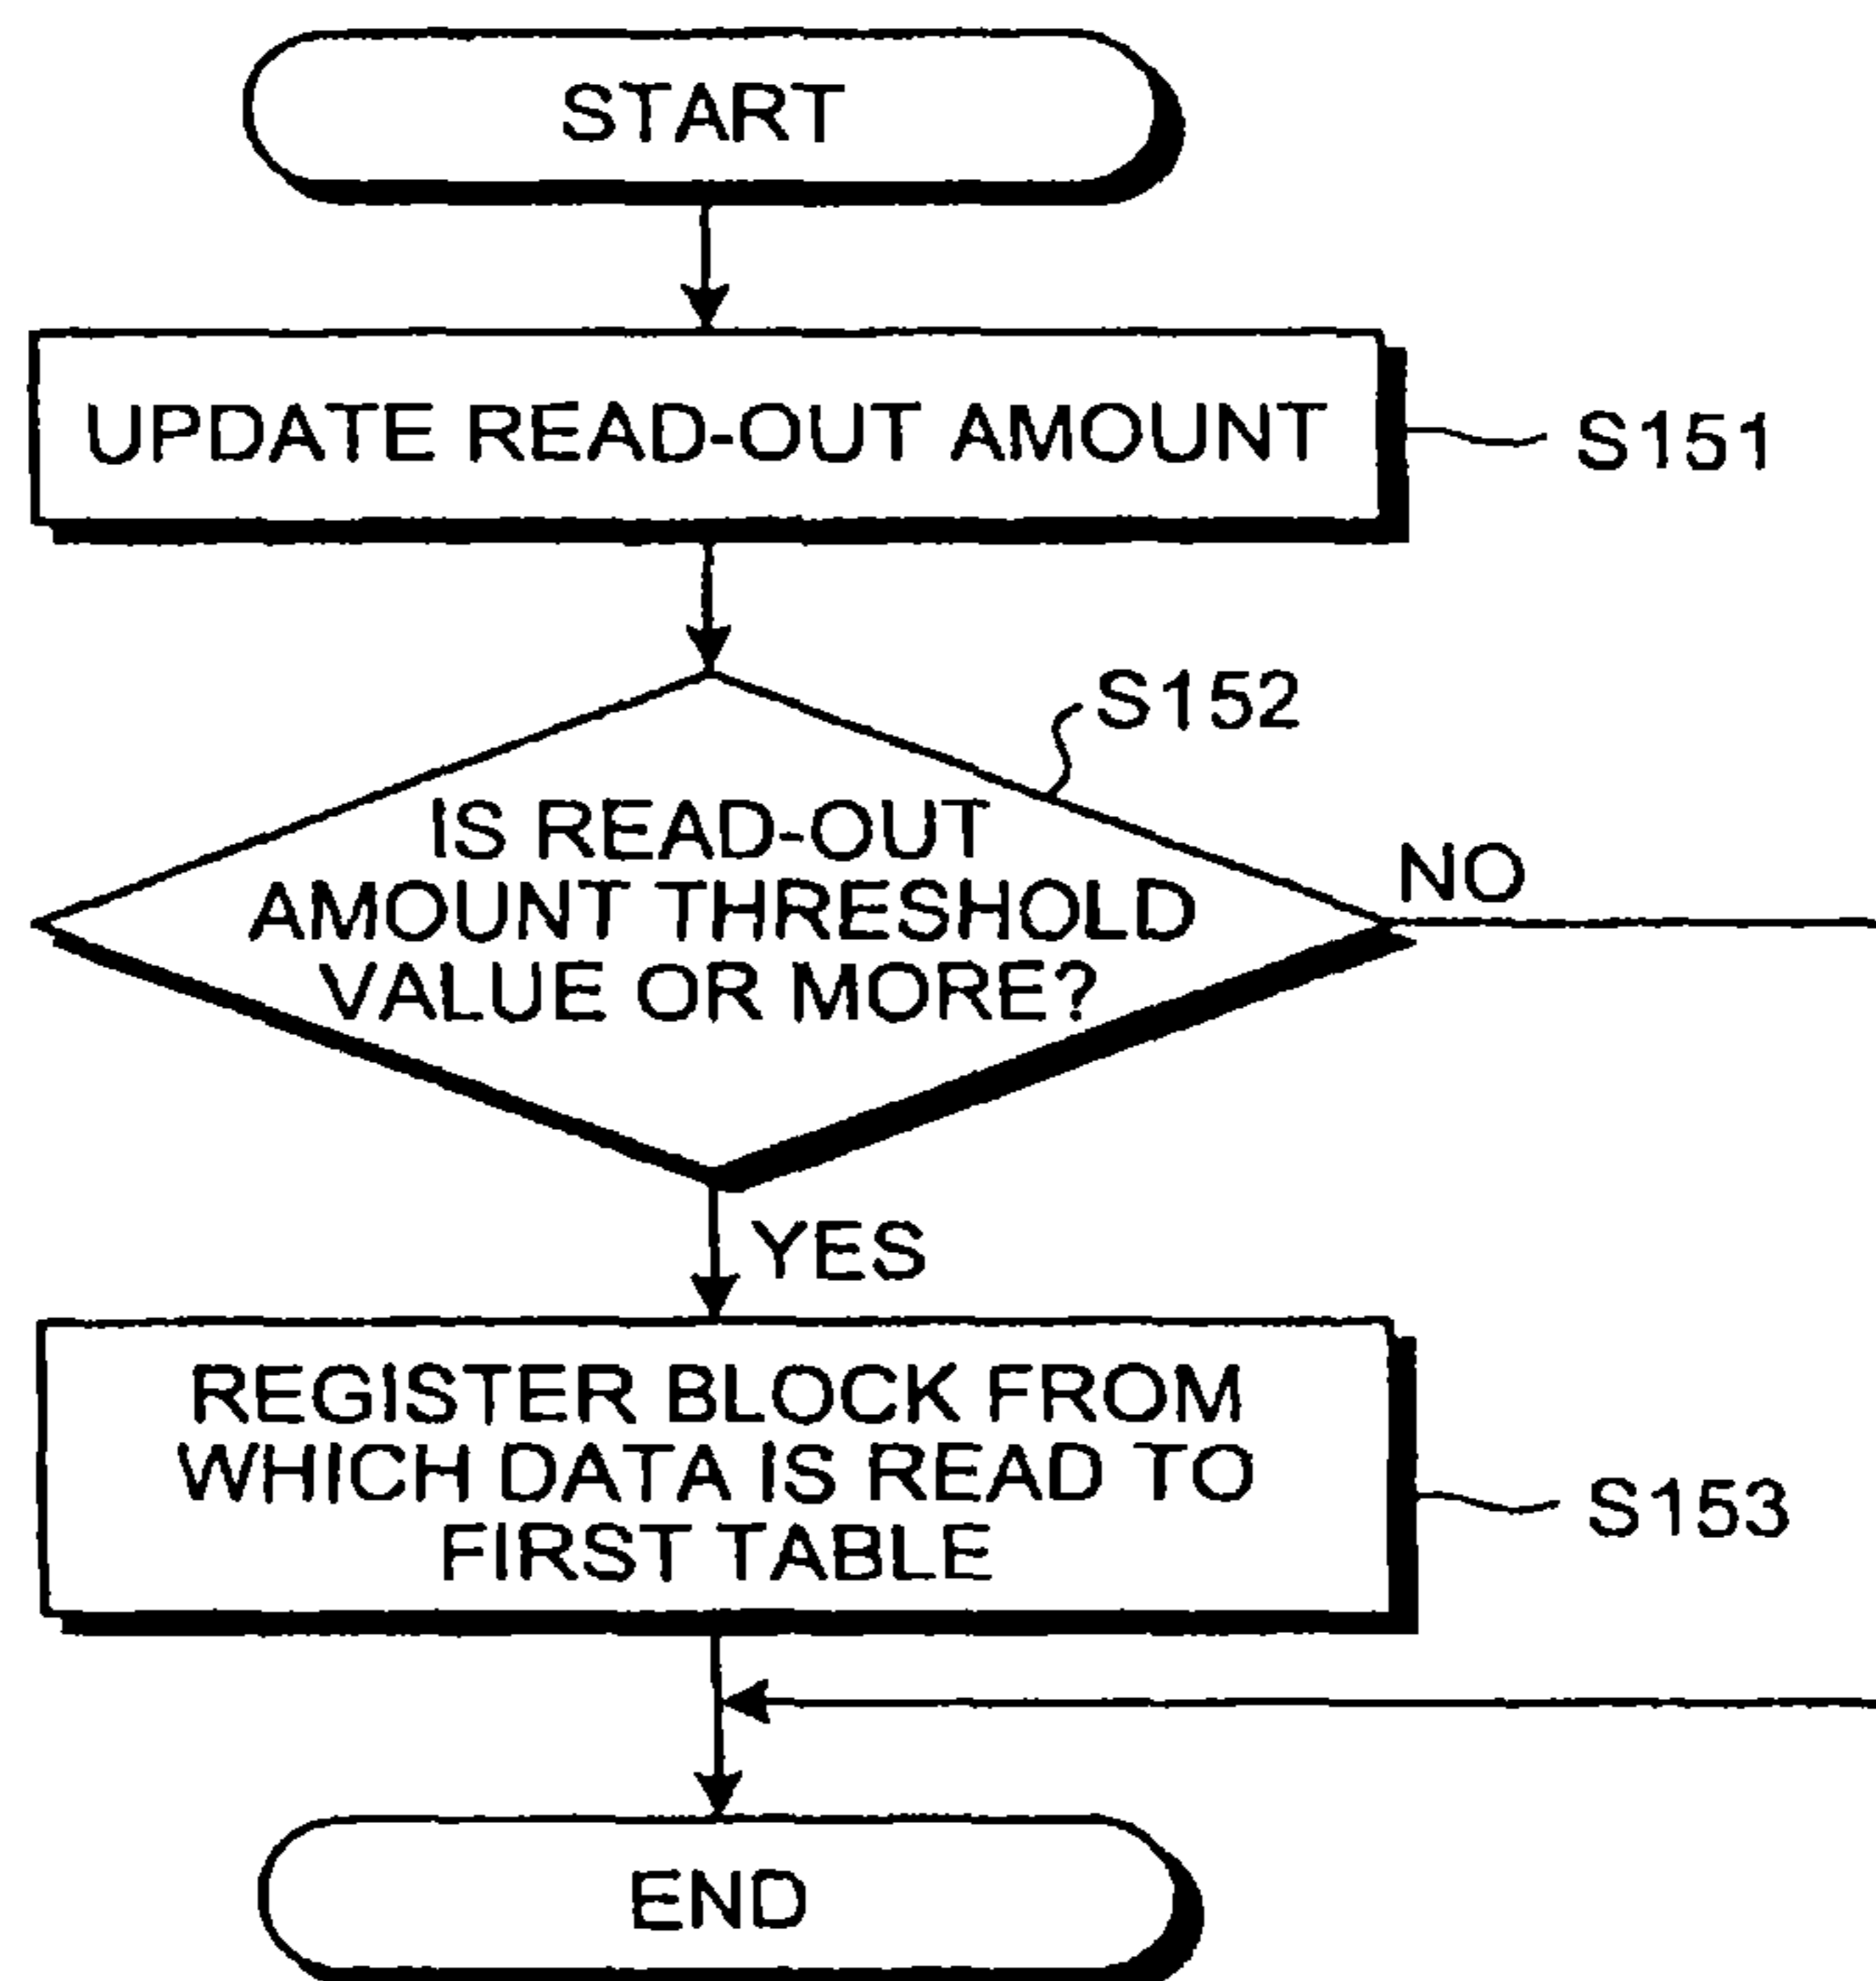 START
UPDATE READ-OUT AMOUNT
S151
S152
IS READ-OUT
AMOUNT THRESHOLD
VALUE OR MORE?
NO
YES
REGISTER BLOCK FROM
WHICH DATA IS READ TO
FIRST TABLE
S153
END